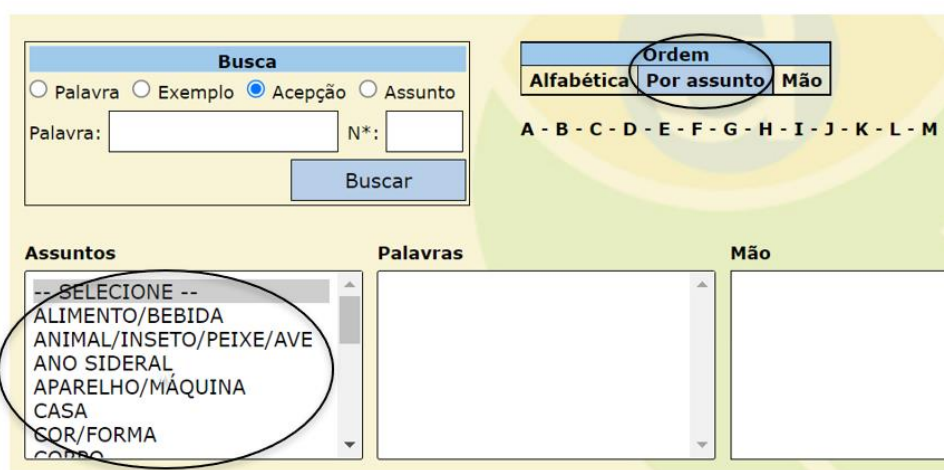 Busca
Palavra Exemplo Acepção Assunto
Palavra: N*:
Buscar
Ordem
Alfabética Por assunto Mão
A - B - C - D - E - F - G - H - I - J - K - L - M
Assuntos
-- SELECIONE --
ALIMENTO/BEBIDA
ANIMAL/INSETO/PEIXE/AVE
ANO SIDERAL
APARELHO/MÁQUINA
CASA
COR/FORMA
CORPO
Palavras
Mão